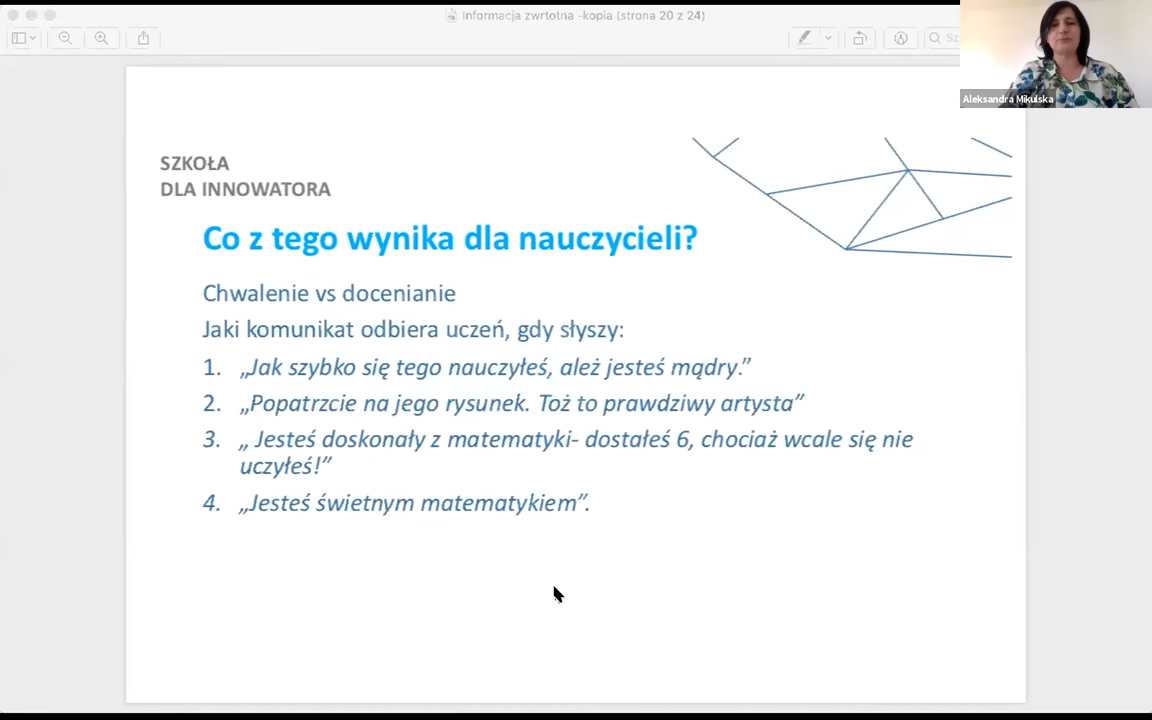 Informacja zwrtotna -kopia (strona 20 z 24)
Sz
Aleksandra Mikulska
SZKOŁA
DLA INNOWATORA
Co z tego wynika dla nauczycieli?
Chwalenie vs docenianie
Jaki komunikat odbiera uczeń, gdy słyszy:
1. „Jak szybko się tego nauczyłeś, ależ jesteś mądry.”
2. „Popatrzcie na jego rysunek. Toż to prawdziwy artysta”
3. „ Jesteś doskonały z matematyki- dostałeś 6, chociaż wcale się nie
uczyłeś!”
4. „Jesteś świetnym matematykiem”.